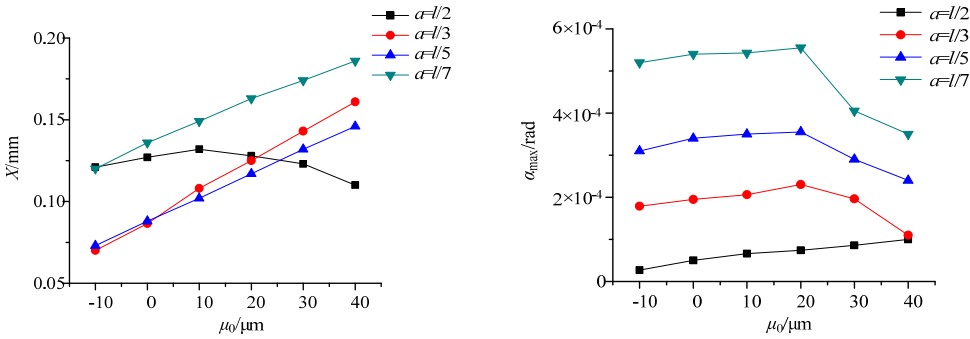 a=l/2
a=l/3
a=l/5
a=l/7
0.20
0.15
0.10
0.05
X/mm
-10 0 10 20 30 40
μ₀/μm
a=l/2
a=l/3
a=l/5
a=l/7
6×10⁻⁴
4×10⁻⁴
2×10⁻⁴
0
α_max/rad
-10 0 10 20 30 40
μ₀/μm